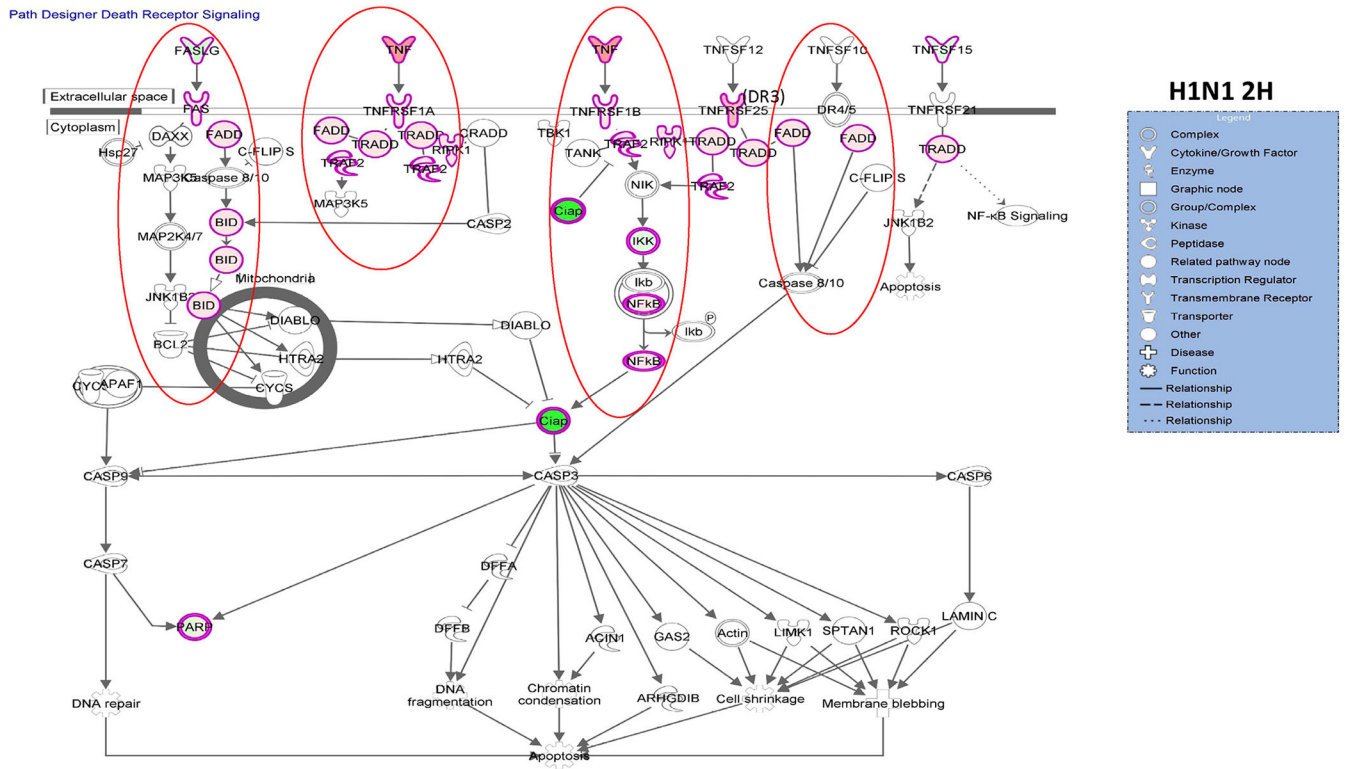 Path Designer Death Receptor Signaling
FASLG
TNF
TNF
TNFSF12
TNFSF10
TNFSF15
H1N1 2H
Extracellular space
FAS
TNFRSF1A
TNFRSF1B
TNFRSF25
(DR3)
DR4/5
TNFRSF21
Cytoplasm
DAXX
FADD
FADD
TRADD
TRADD
CRADD
TBK1
TRAF2
RIPK1
TRADD
FADD
FADD
TRADD
Hsp27
C-FLIP S
TRAF2
TRAF2
RIPK1
TANK
TRADD
MAP3K5
Caspase 8/10
MAP3K5
NIK
TRAF2
C-FLIP S
BID
CASP2
Ciap
JNK1B2
NF-κB Signaling
MAP2K4/7
BID
IKK
Mitochondria
Ikb
Caspase 8/10
Apoptosis
JNK1B2
BID
NFkB
DIABLO
DIABLO
Ikb
P
BCL2
HTRA2
HTRA2
NFkB
CYCS
APAF1
CYCS
Ciap
CASP9
CASP3
CASP6
CASP7
DFFA
PARP
DFFB
ACIN1
GAS2
Actin
LIMK1
SPTAN1
ROCK1
LAMIN C
DNA repair
DNA
fragmentation
Chromatin
condensation
ARHGDIB
Cell shrinkage
Membrane blebbing
Apoptosis
Legend
Complex
Cytokine/Growth Factor
Enzyme
Graphic node
Group/Complex
Kinase
Peptidase
Related pathway node
Transcription Regulator
Transmembrane Receptor
Transporter
Other
Disease
Function
Relationship
Relationship
Relationship